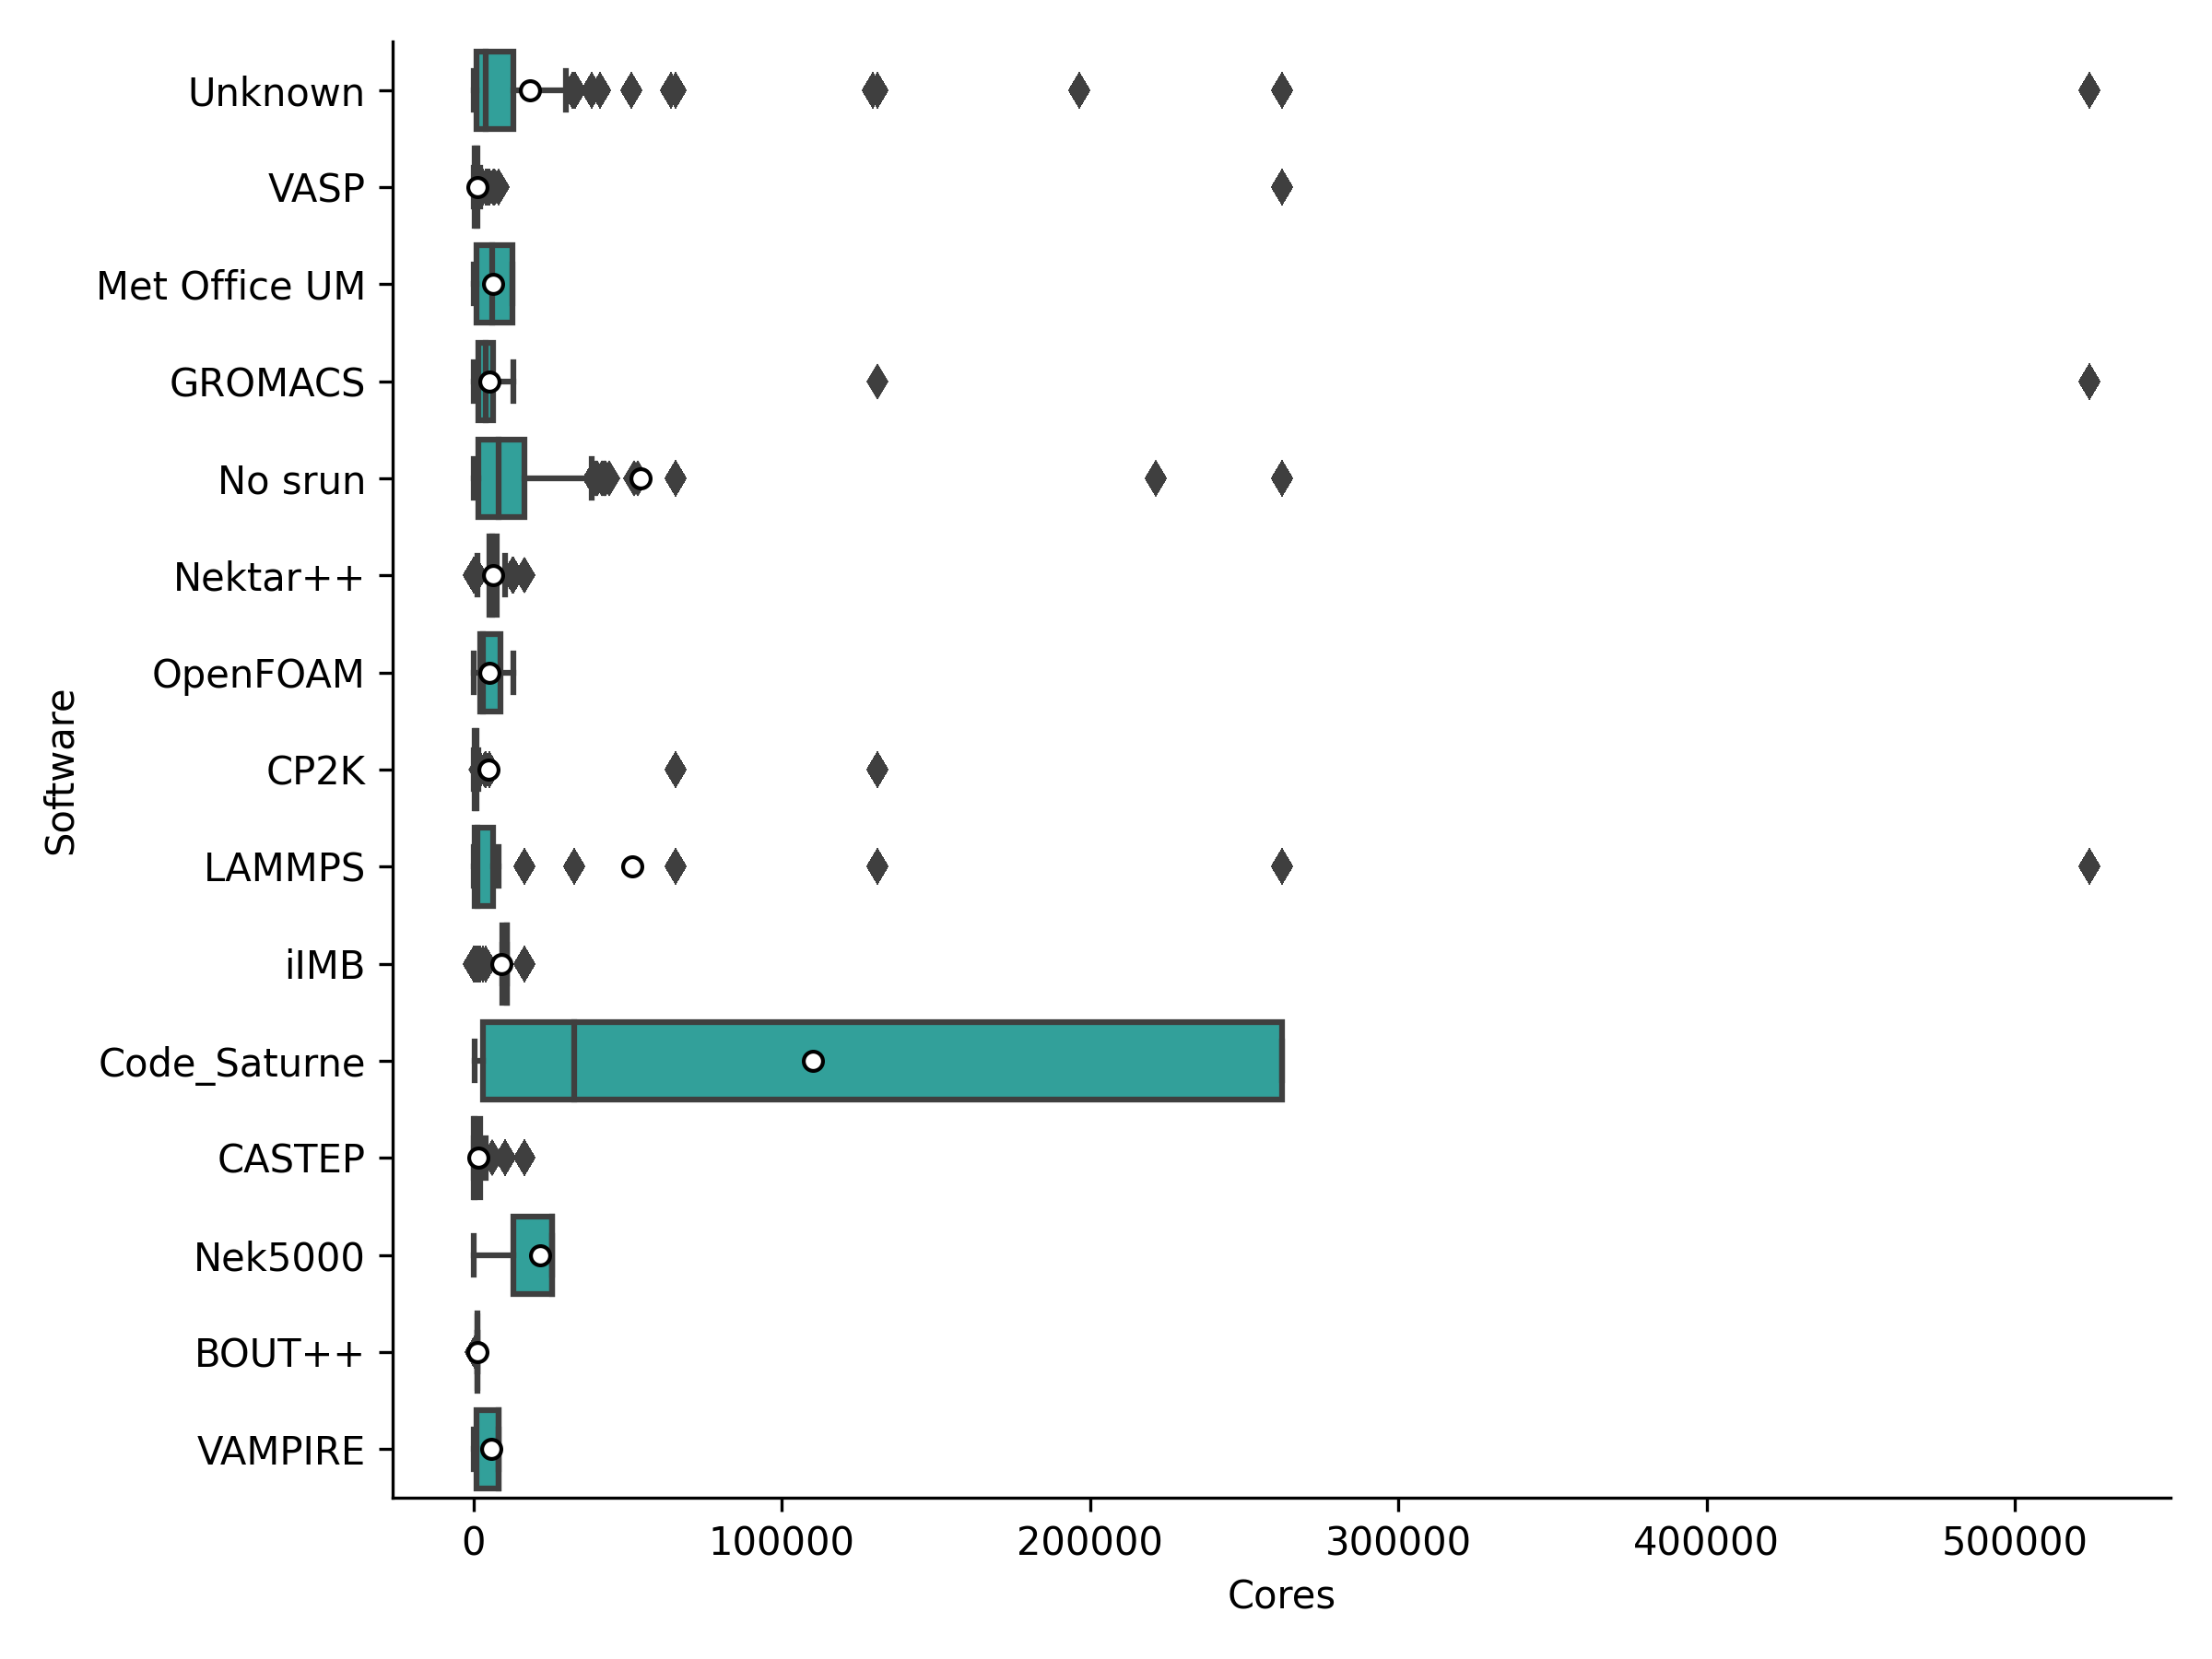 Unknown
VASP
Met Office UM
GROMACS
No srun
Nektar++
OpenFOAM
CP2K
LAMMPS
iIMB
Code_Saturne
CASTEP
Nek5000
BOUT++
VAMPIRE
Software
0 100000 200000 300000 400000 500000
Cores